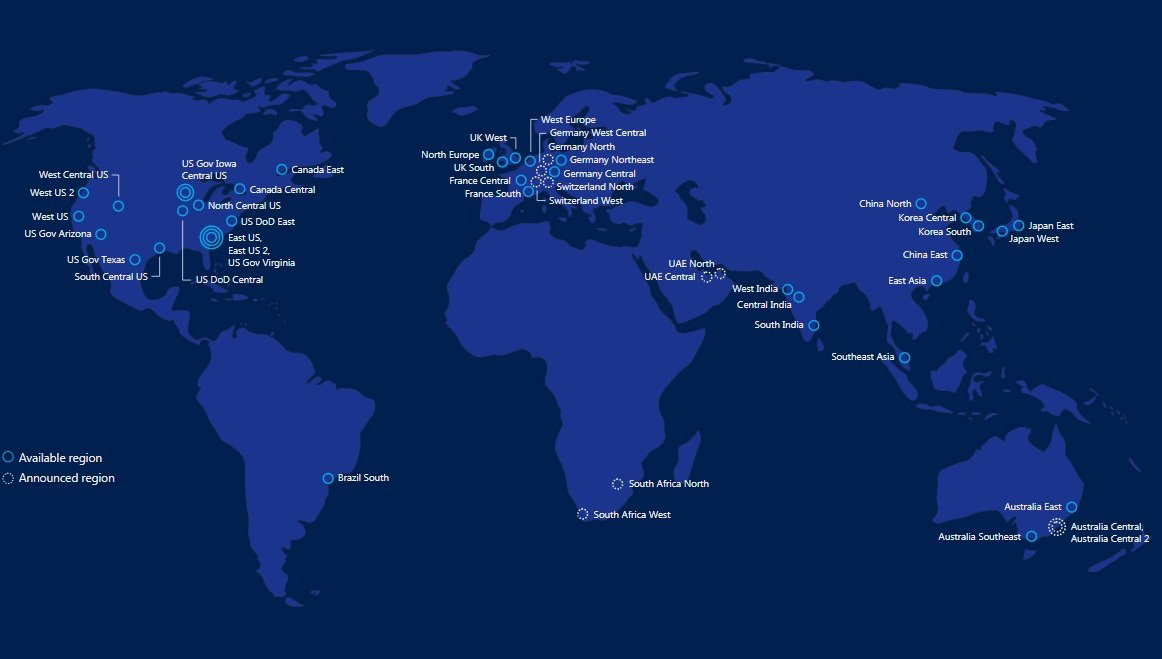 West Europe
Germany West Central
UK West
Germany North
North Europe
Germany Northeast
UK South
Germany Central
France Central
Switzerland North
France South
Switzerland West
US Gov Iowa
Central US
Canada East
West Central US
West US 2
Canada Central
North Central US
West US
US DoD East
US Gov Arizona
East US,
East US 2,
US Gov Virginia
US Gov Texas
South Central US
US DoD Central
China North
Korea Central
Korea South
Japan East
Japan West
China East
UAE North
UAE Central
East Asia
West India
Central India
South India
Southeast Asia
Available region
Announced region
Brazil South
South Africa North
South Africa West
Australia East
Australia Central,
Australia Central 2
Australia Southeast